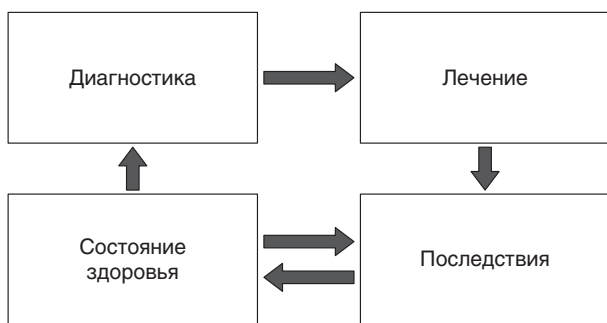 Диагностика
Лечение
Состояние
здоровья
Последствия